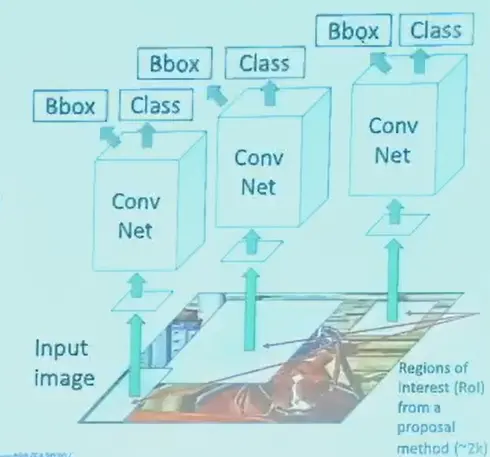 Bbox Class
Bbox Class
Bbox Class
Conv
Net
Conv
Net
Conv
Net
Input
image
Regions of
Interest (RoI)
from a
proposal
method (~2k)